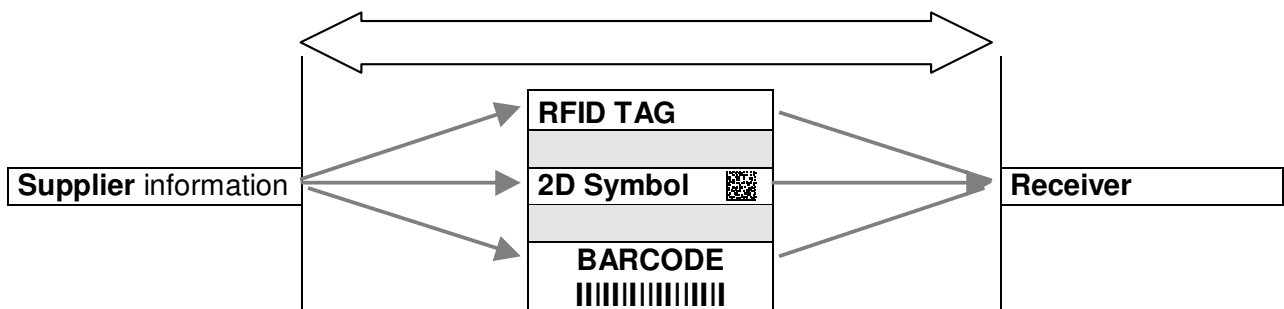 RFID TAG
Supplier information
2D Symbol
Receiver
BARCODE